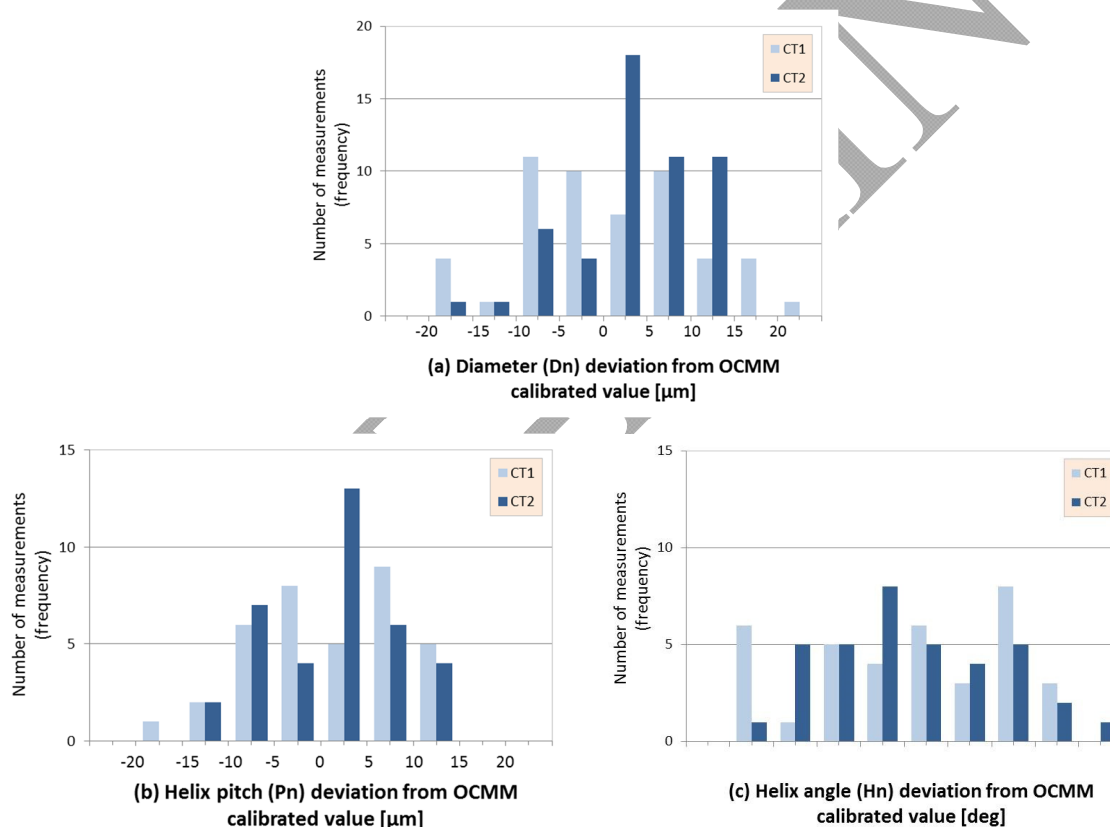 20
15
10
5
0
Number of measurements
(frequency)
CT1
CT2
-20 -15 -10 -5 0 5 10 15 20
(a) Diameter (Dn) deviation from OCMM
calibrated value [µm]
15
10
5
0
Number of measurements
(frequency)
CT1
CT2
-20 -15 -10 -5 0 5 10 15 20
(b) Helix pitch (Pn) deviation from OCMM
calibrated value [µm]
15
10
5
0
Number of measurements
(frequency)
CT1
CT2
(c) Helix angle (Hn) deviation from OCMM
calibrated value [deg]